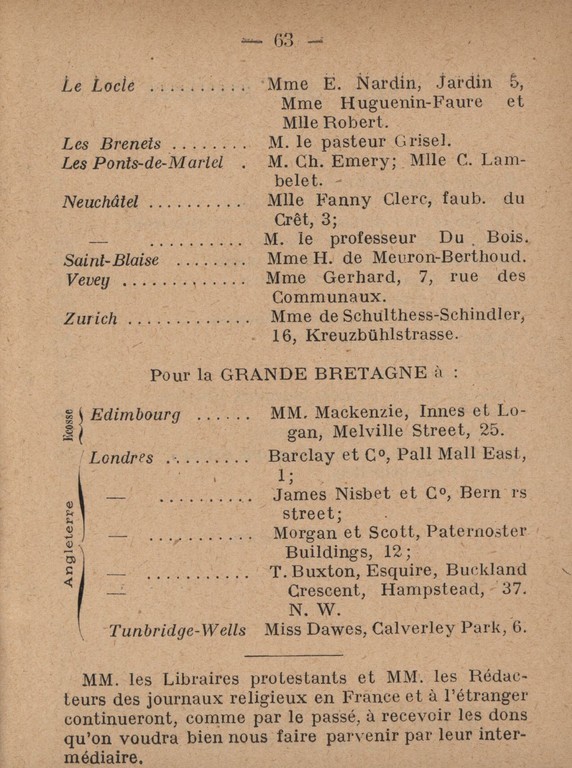 — 63 —
Le Locle .......... Mme E. Nardin, Jardin 5,
Mme Huguenin-Faure et
Mlle Robert.
Les Brenets ........ M. le pasteur Grisel.
Les Ponts-de-Martel . M. Ch. Emery; Mlle C. Lam-
belet.
Neuchâtel .......... Mlle Fanny Clerc, faub. du
Crêt, 3;
— .......... M. le professeur Du Bois.
Saint-Blaise ........ Mme H. de Meuron-Berthoud.
Vevey ............. Mme Gerhard, 7, rue des
Communaux.
Zurich ............. Mme de Schulthess-Schindler,
16, Kreuzbühlstrasse.
Pour la GRANDE BRETAGNE à :
Ecosse
Edimbourg ...... MM. Mackenzie, Innes et Lo-
gan, Melville Street, 25.
Angleterre
Londres ......... Barclay et Cº, Pall Mall East,
1;
— .......... James Nisbet et Cº, Bern rs
street;
— ........... Morgan et Scott, Paternoster
Buildings, 12;
— ........... T. Buxton, Esquire, Buckland
— Crescent, Hampstead, 37.
N. W.
Tunbridge-Wells Miss Dawes, Calverley Park, 6.
MM. les Libraires protestants et MM. les Rédac-
teurs des journaux religieux en France et à l'étranger
continueront, comme par le passé, à recevoir les dons
qu'on voudra bien nous faire parvenir par leur inter-
médiaire.